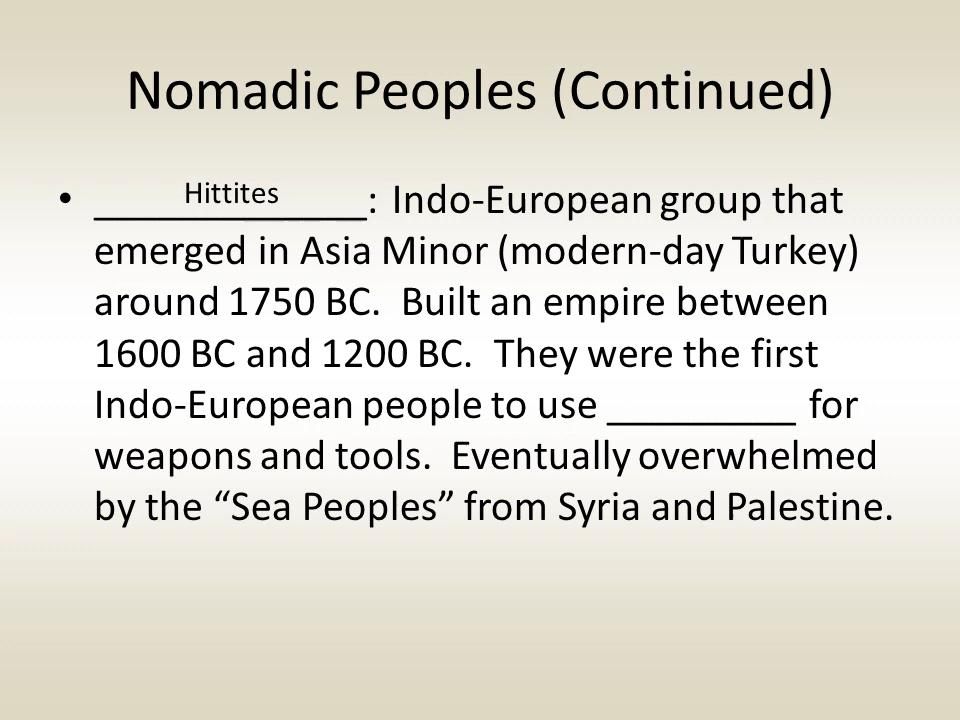 Nomadic Peoples (Continued)
• _____________: Indo-European group that
Hittites
emerged in Asia Minor (modern-day Turkey)
around 1750 BC.  Built an empire between
1600 BC and 1200 BC.  They were the first
Indo-European people to use _________ for
weapons and tools.  Eventually overwhelmed
by the “Sea Peoples” from Syria and Palestine.